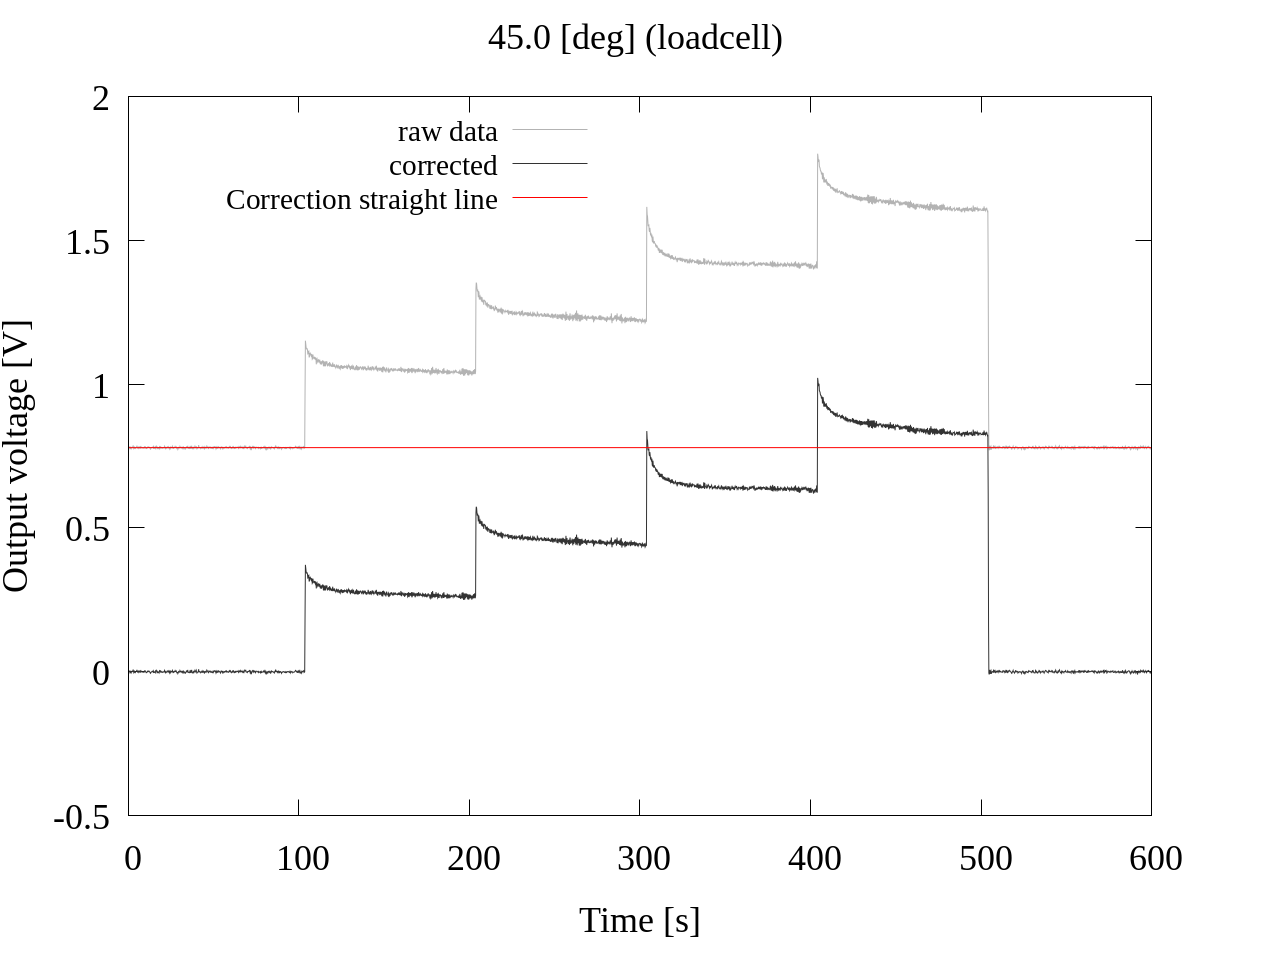 45.0 [deg] (loadcell)
2
raw data
corrected
Correction straight line
1.5
1
Output voltage [V]
0.5
0
-0.5
0 100 200 300 400 500 600
Time [s]